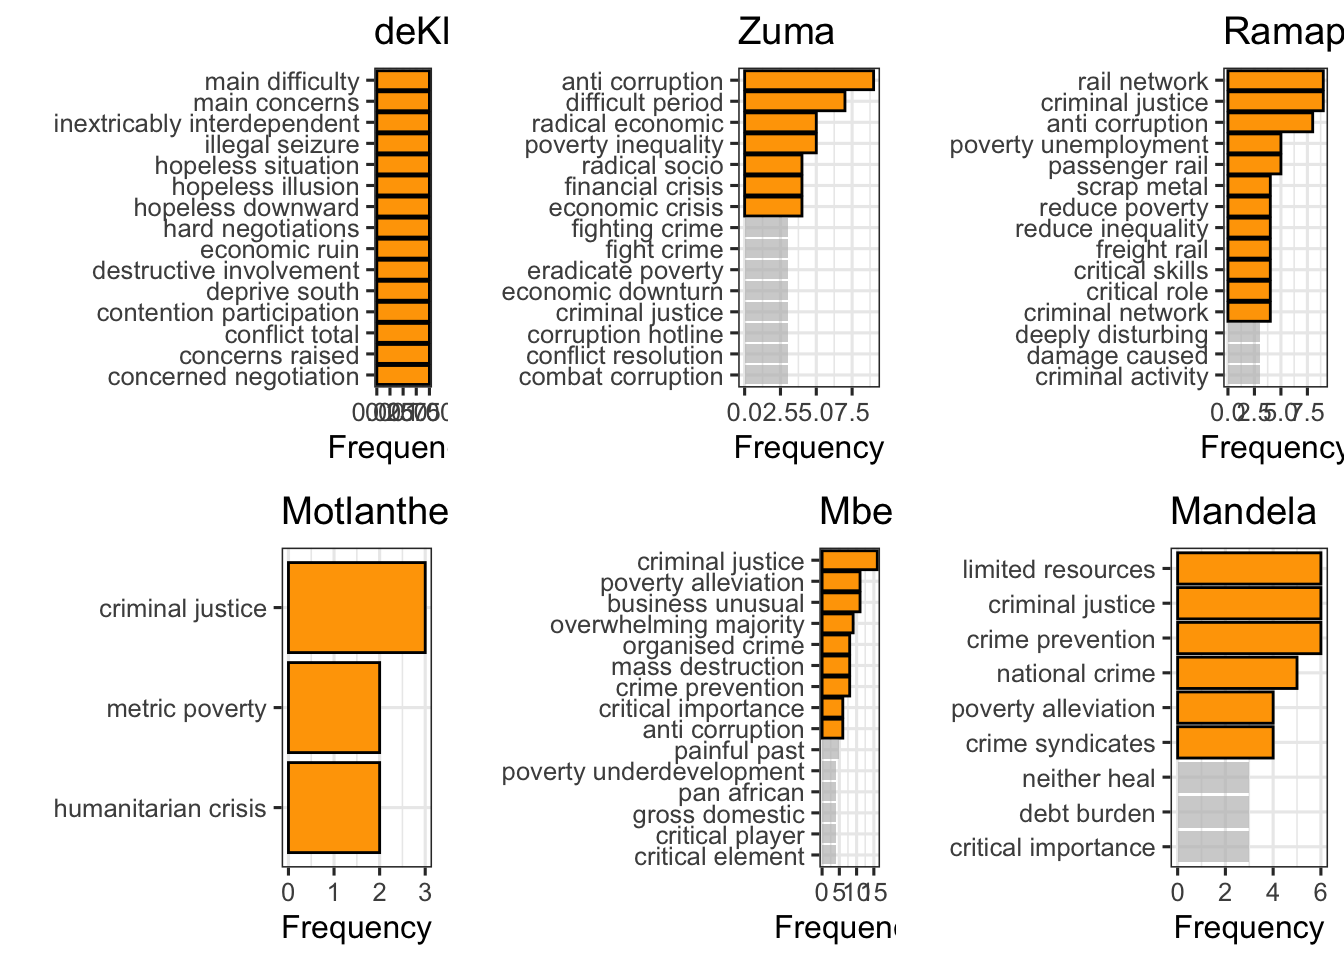 deKl
main difficulty
main concerns
inextricably interdependent
illegal seizure
hopeless situation
hopeless illusion
hopeless downward
hard negotiations
economic ruin
destructive involvement
deprive south
contention participation
conflict total
concerns raised
concerned negotiation
Frequen
Zuma
anti corruption
difficult period
radical economic
poverty inequality
radical socio
financial crisis
economic crisis
fighting crime
fight crime
eradicate poverty
economic downturn
criminal justice
corruption hotline
conflict resolution
combat corruption
0.0 2.5 5.0 7.5
Frequency
Ramap
rail network
criminal justice
anti corruption
poverty unemployment
passenger rail
scrap metal
reduce poverty
reduce inequality
freight rail
critical skills
critical role
criminal network
deeply disturbing
damage caused
criminal activity
0.0 2.5 5.0 7.5
Frequency
Motlanthe
criminal justice
metric poverty
humanitarian crisis
0 1 2 3
Frequency
Mbe
criminal justice
poverty alleviation
business unusual
overwhelming majority
organised crime
mass destruction
crime prevention
critical importance
anti corruption
painful past
poverty underdevelopment
pan african
gross domestic
critical player
critical element
0 5 10 15
Frequen
Mandela
limited resources
criminal justice
crime prevention
national crime
poverty alleviation
crime syndicates
neither heal
debt burden
critical importance
0 2 4 6
Frequency